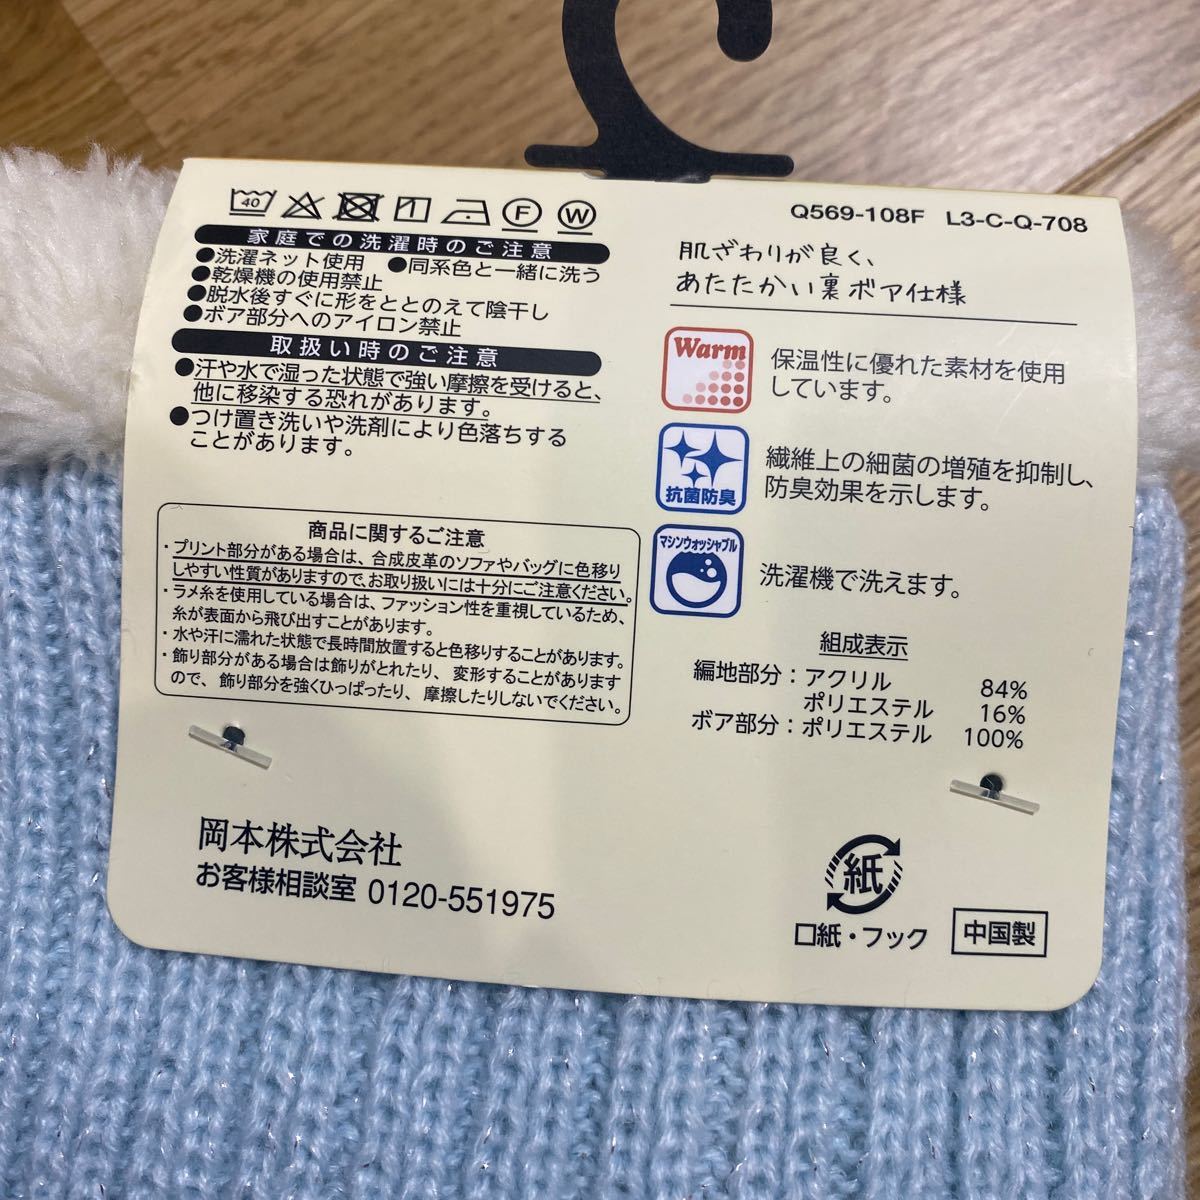 40
F
W
家庭での洗濯時のご注意
●洗濯ネット使用 ●同系色と一緒に洗う
●乾燥機の使用禁止
●脱水後すぐに形をととのえて陰干し
●ボア部分へのアイロン禁止
取扱い時のご注意
●汗や水で湿った状態で強い摩擦を受けると、
他に移染する恐れがあります。
●つけ置き洗いや洗剤により色落ちする
ことがあります。
商品に関するご注意
・プリント部分がある場合は、合成皮革のソファやバッグに色移り
しやすい性質がありますので、お取り扱いには十分にご注意ください。
・ラメ糸を使用している場合は、ファッション性を重視しているため、
糸が表面から飛び出すことがあります。
・水や汗に濡れた状態で長時間放置すると色移りすることがあります。
・飾り部分がある場合は飾りがとれたり、変形することがあります
ので、飾り部分を強くひっぱったり、摩擦したりしないでください。
岡本株式会社
お客様相談室 0120-551975
Q569-108F L3-C-Q-708
肌ざわりが良く、
あたたかい裏ボア仕様
Warm
保温性に優れた素材を使用
しています。
抗菌防臭
繊維上の細菌の増殖を抑制し、
防臭効果を示します。
マシンウォッシャブル
洗濯機で洗えます。
組成表示
編地部分：アクリル 84%
ポリエステル 16%
ボア部分：ポリエステル 100%
紙
口紙・フック
中国製